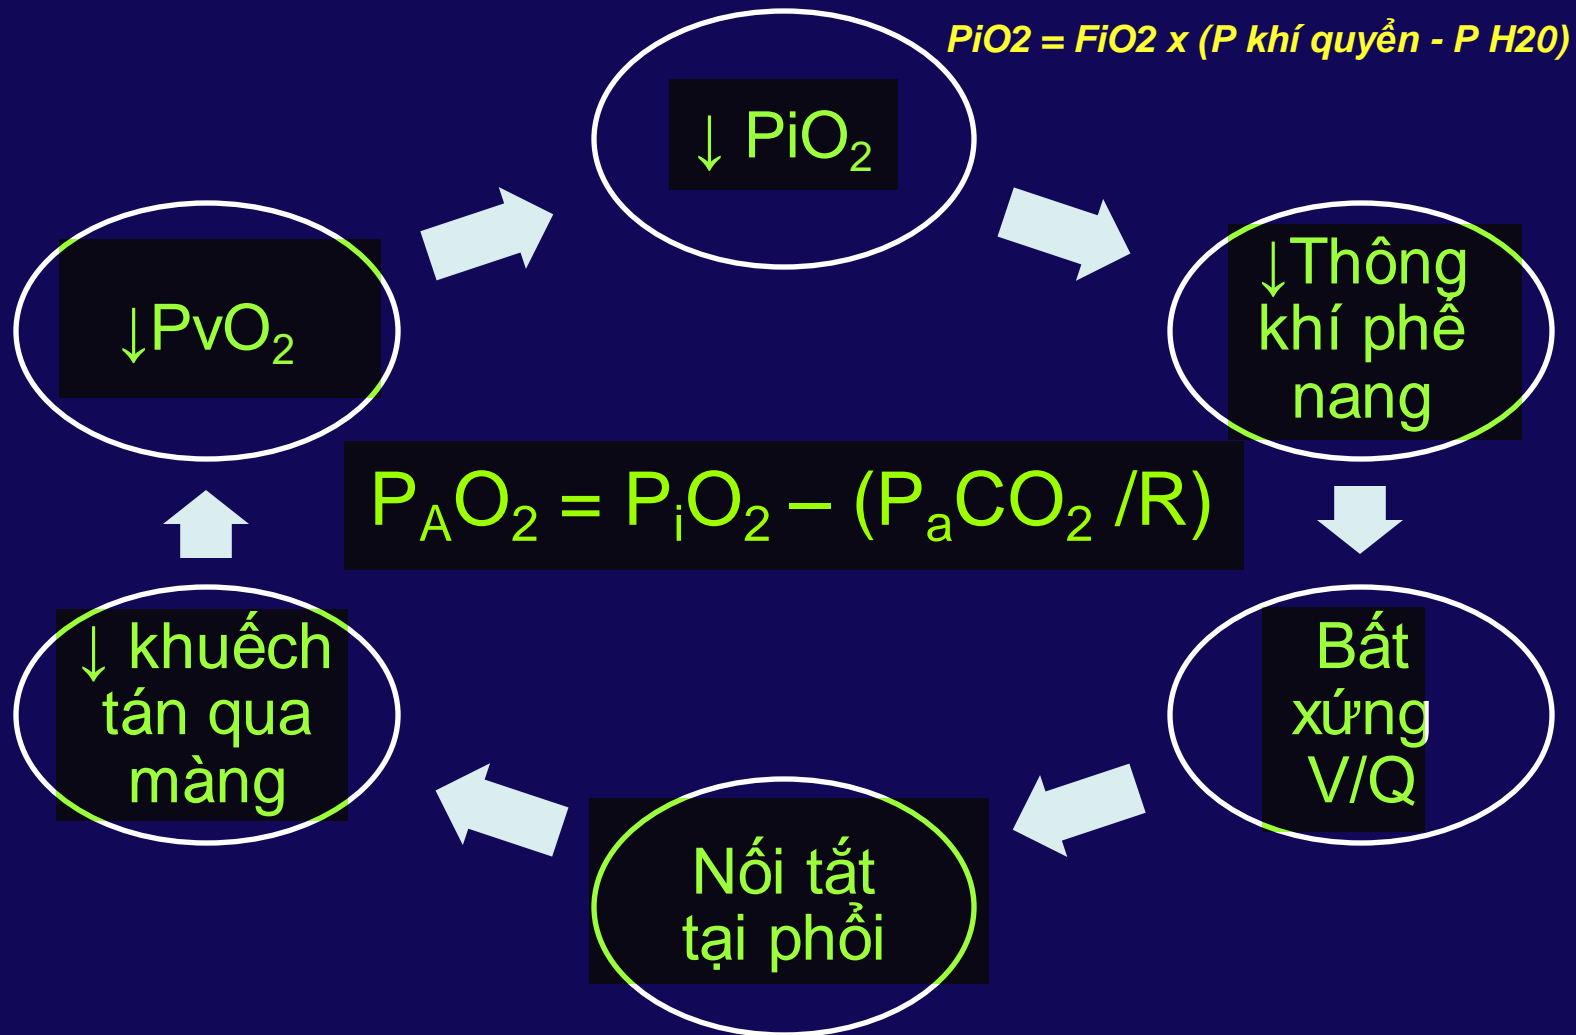 PiO2 = FiO2 x (P khí quyển - P H20)
↓ PiO₂
↓Thông
khí phế
nang
↓PvO₂
PAO₂ = PiO₂ – (PaCO₂ /R)
↓ khuếch
tán qua
màng
Bất
xứng
V/Q
Nối tắt
tại phổi